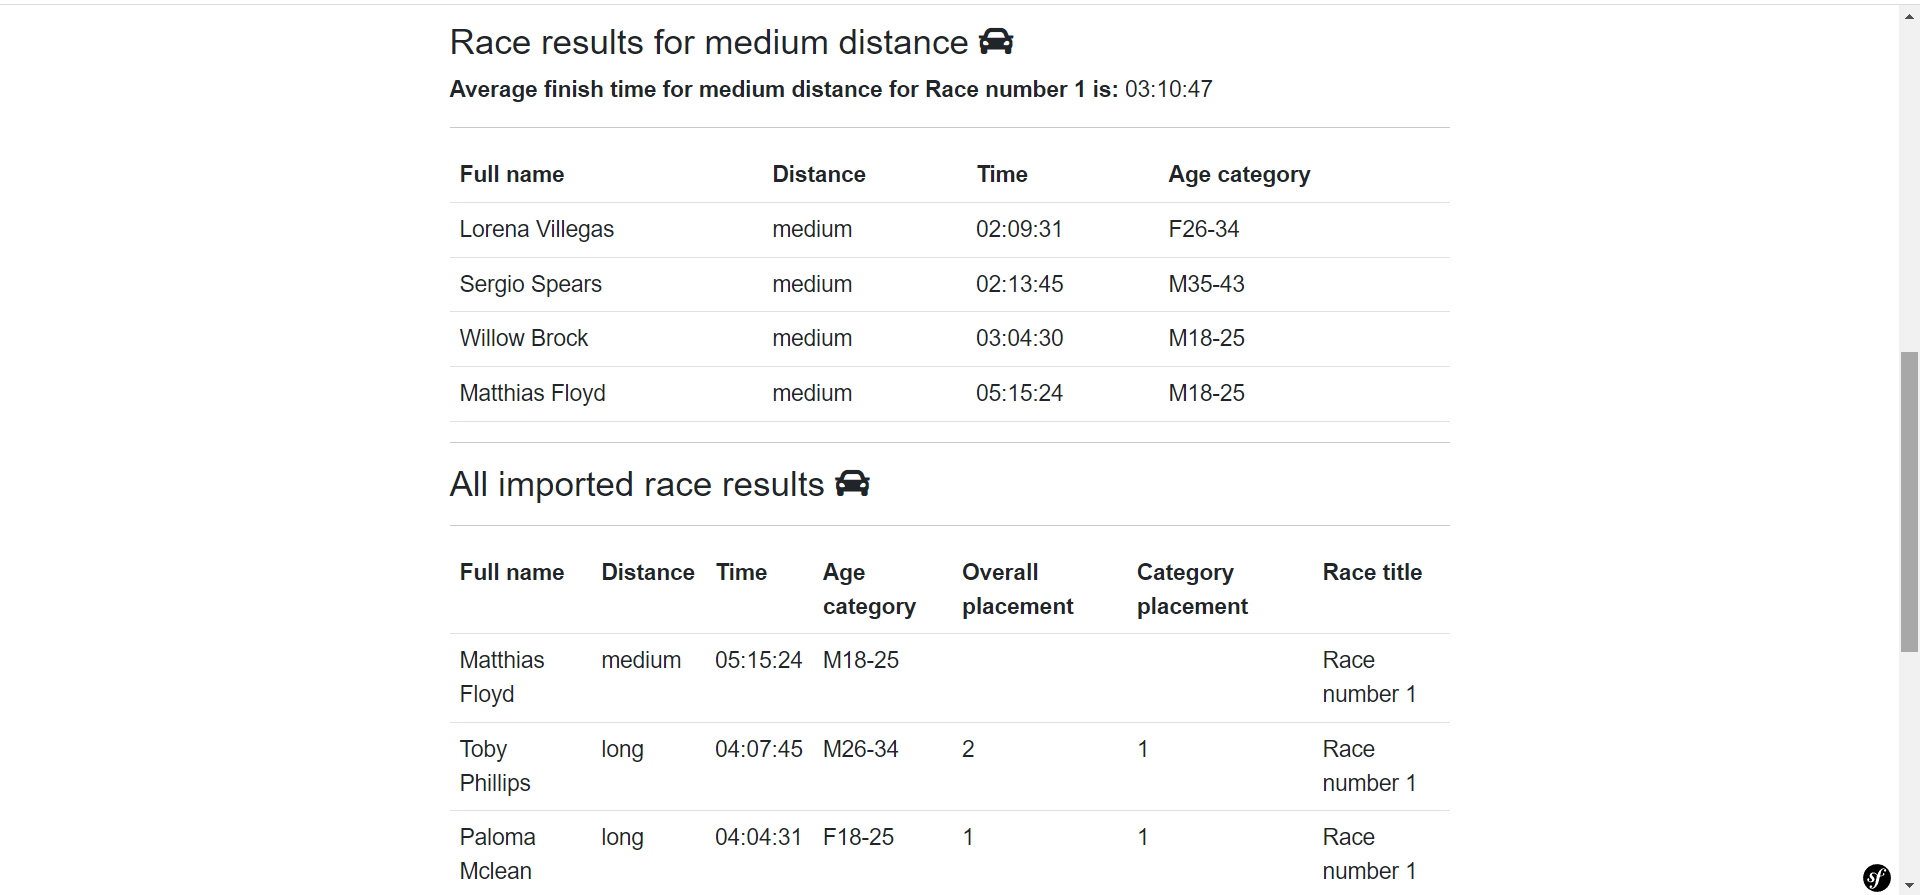 Race results for medium distance
Average finish time for medium distance for Race number 1 is: 03:10:47
Full name Distance Time Age category
Lorena Villegas medium 02:09:31 F26-34
Sergio Spears medium 02:13:45 M35-43
Willow Brock medium 03:04:30 M18-25
Matthias Floyd medium 05:15:24 M18-25
All imported race results
Full name Distance Time Age Overall Category Race title
category placement placement
Matthias medium 05:15:24 M18-25 Race
Floyd number 1
Toby long 04:07:45 M26-34 2 1 Race
Phillips number 1
Paloma long 04:04:31 F18-25 1 1 Race
Mclean number 1
sf